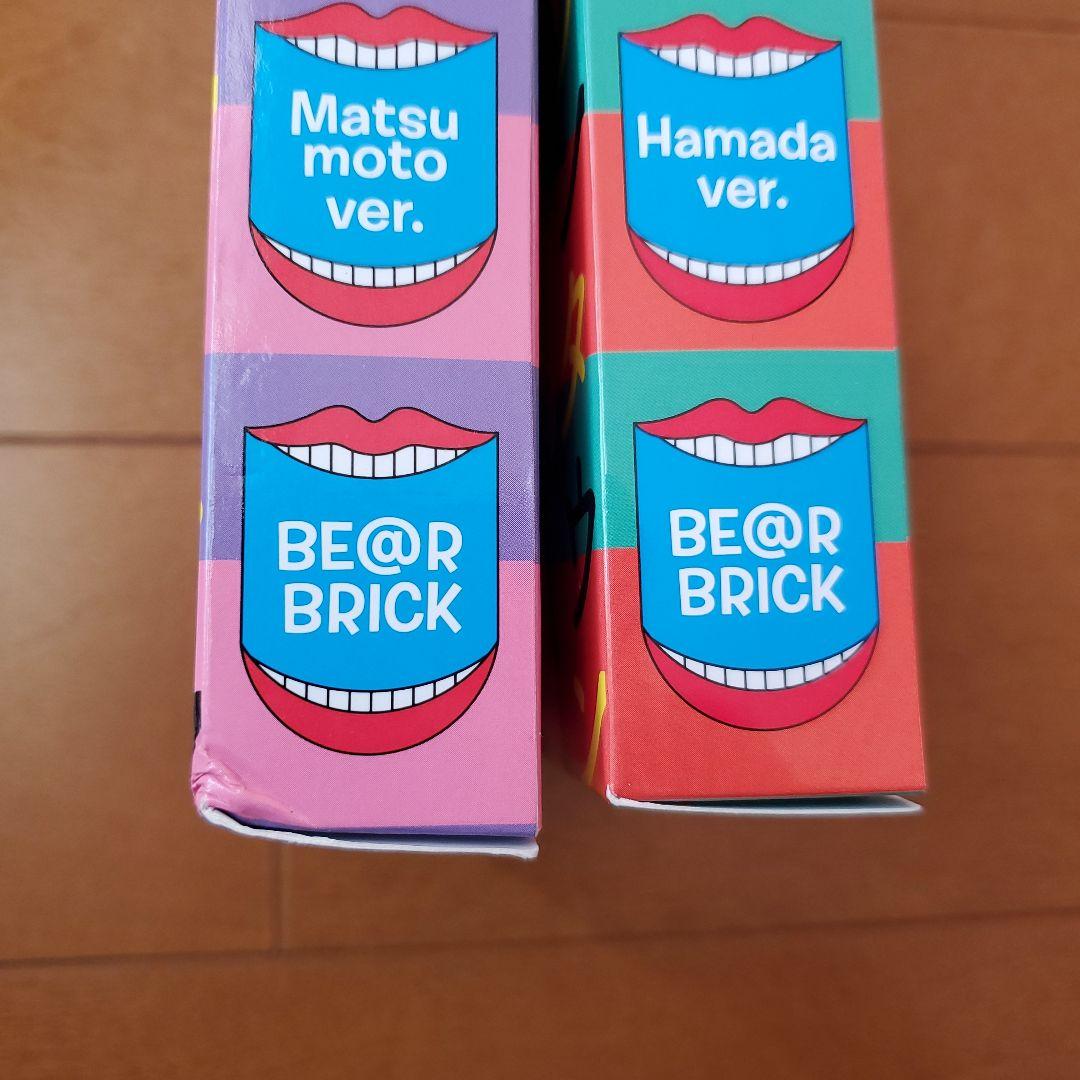 Matsu
moto
ver.
BE@R
BRICK
Hamada
ver.
BE@R
BRICK